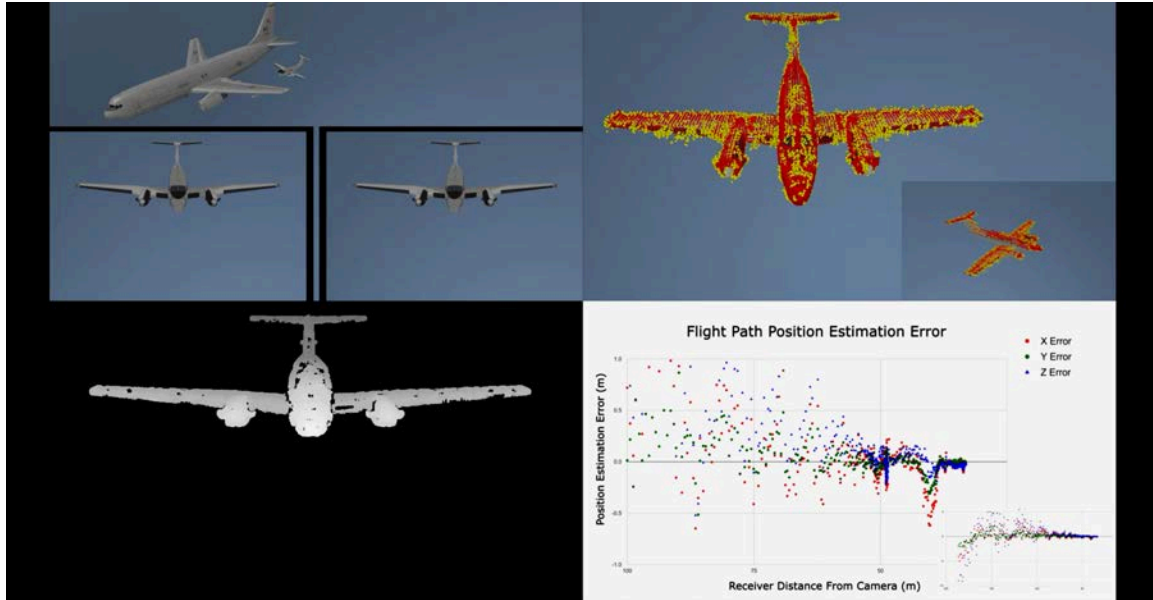 Flight Path Position Estimation Error
X Error
Y Error
Z Error
Position Estimation Error (m)
1.0
0.5
0.0
-0.5
-1.0
100
75
50
Receiver Distance From Camera (m)